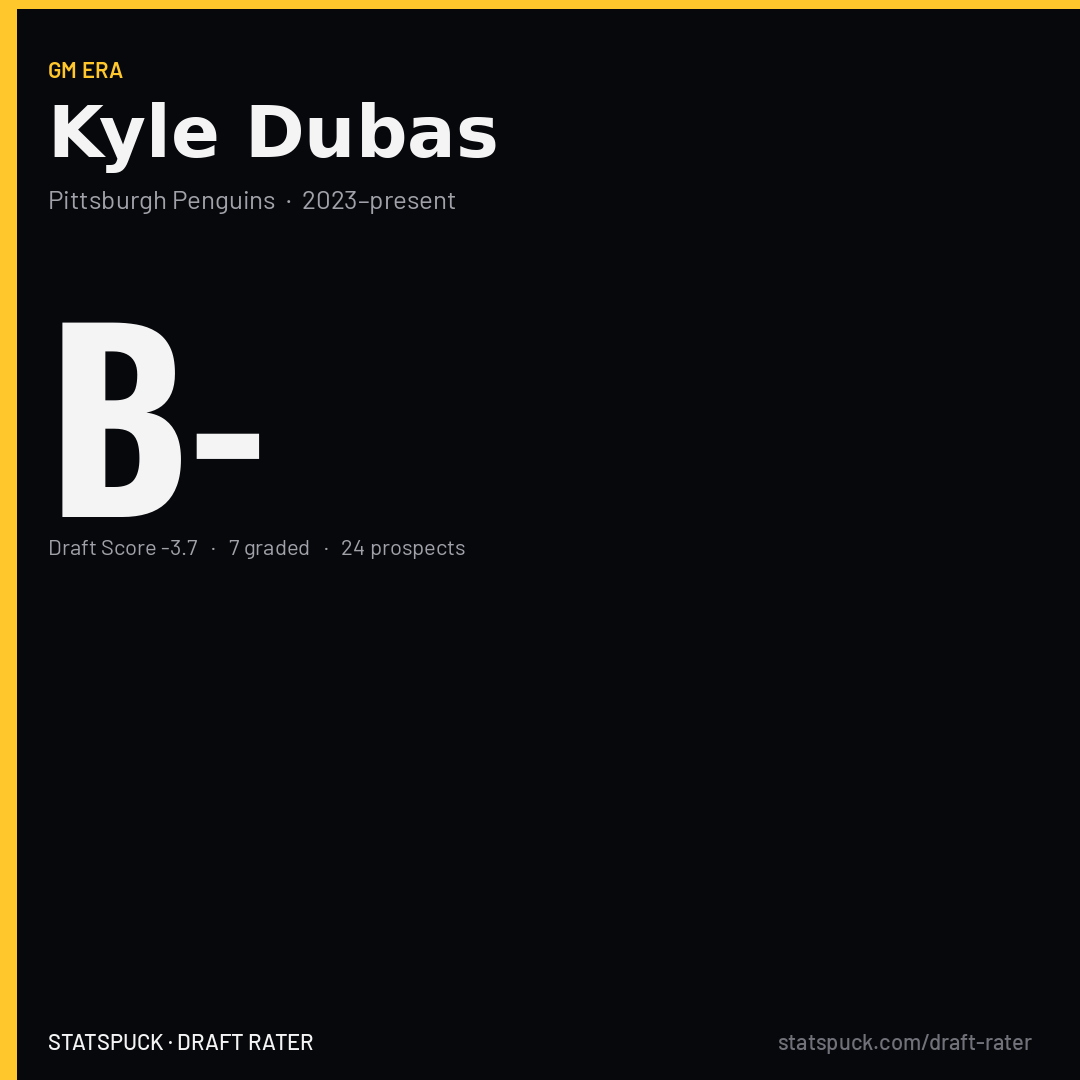 GM ERA
Kyle Dubas
Pittsburgh Penguins · 2023–present
B-
Draft Score -3.7 · 7 graded · 24 prospects
STATSPUCK · DRAFT RATER
statspuck.com/draft-rater